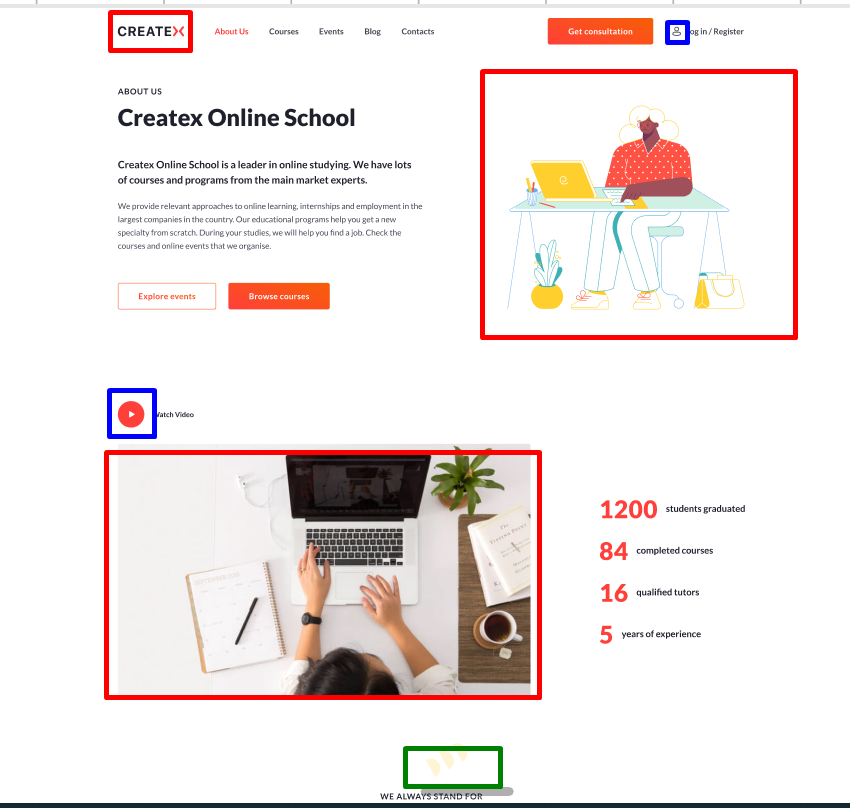 CREATEX
About Us
Courses
Events
Blog
Contacts
Get consultation
og in / Register
ABOUT US
Createx Online School
Createx Online School is a leader in online studying. We have lots
of courses and programs from the main market experts.
We provide relevant approaches to online learning, internships and employment in the
largest companies in the country. Our educational programs help you get a new
specialty from scratch. During your studies, we will help you find a job. Check the
courses and online events that we organise.
Explore events
Browse courses
Watch Video
1200 students graduated
84 completed courses
16 qualified tutors
5 years of experience
WE ALWAYS STAND FOR